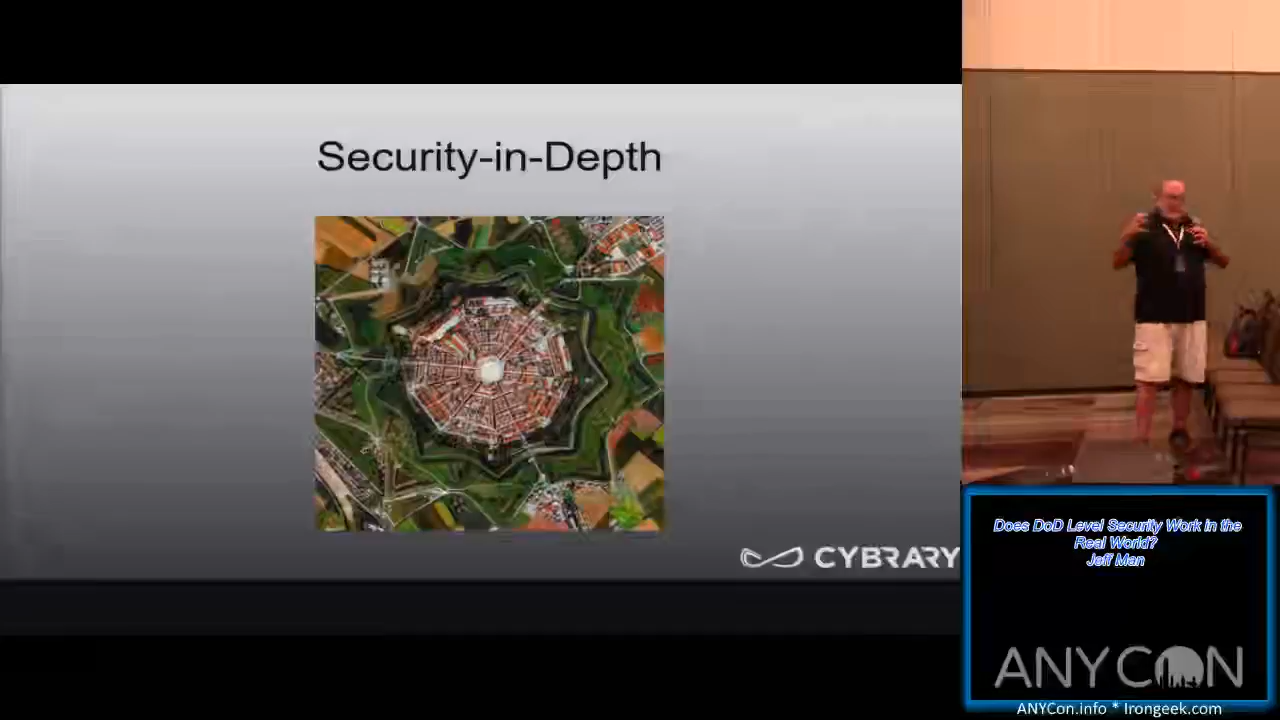 Security-in-Depth
CYBRARY
Does DoD Level Security Work in the
Real World?
Jeff Man
ANYCON
ANYCon.info * Irongeek.com